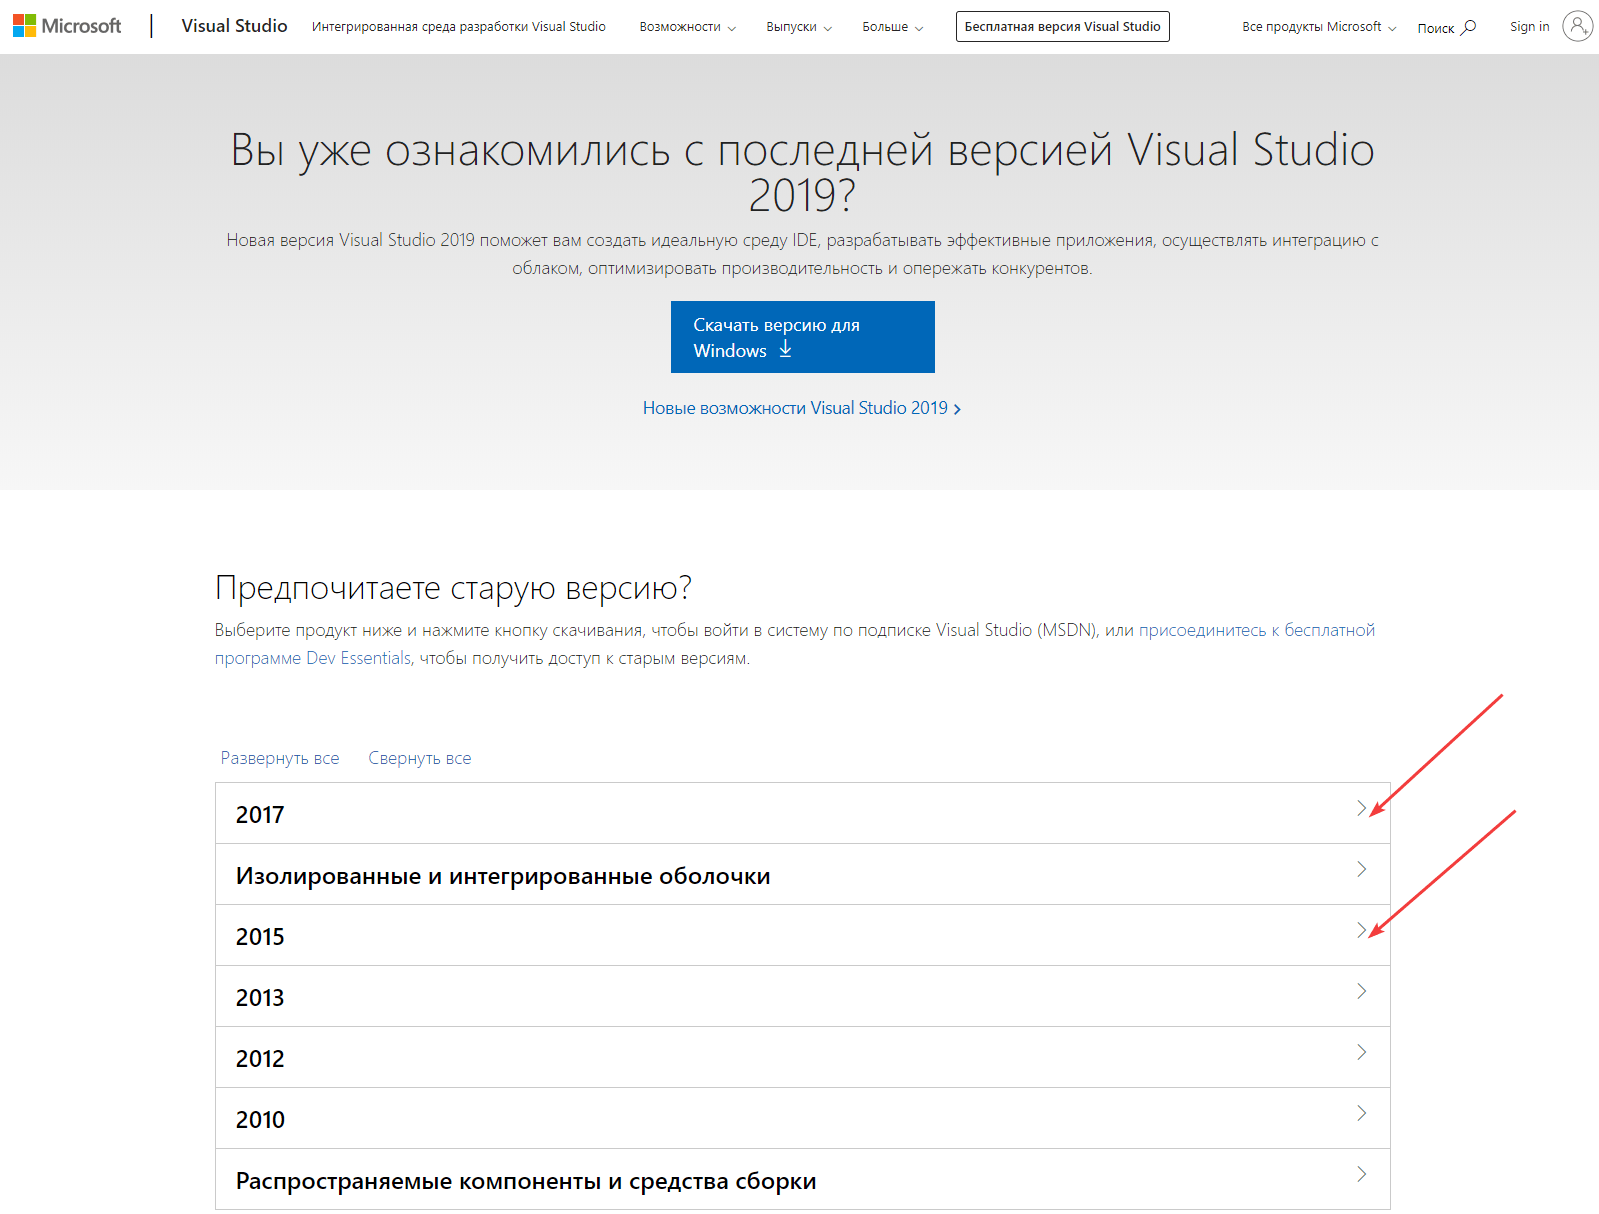 Microsoft Visual Studio Интегрированная среда разработки Visual Studio Возможности Выпуски Больше Бесплатная версия Visual Studio Все продукты Microsoft Поиск Sign in
Вы уже ознакомились с последней версией Visual Studio
2019?
Новая версия Visual Studio 2019 поможет вам создать идеальную среду IDE, разрабатывать эффективные приложения, осуществлять интеграцию с
облаком, оптимизировать производительность и опережать конкурентов.
Скачать версию для
Windows
Новые возможности Visual Studio 2019
Предпочитаете старую версию?
Выберите продукт ниже и нажмите кнопку скачивания, чтобы войти в систему по подписке Visual Studio (MSDN), или присоединитесь к бесплатной
программе Dev Essentials, чтобы получить доступ к старым версиям.
Развернуть все Свернуть все
2017
Изолированные и интегрированные оболочки
2015
2013
2012
2010
Распространяемые компоненты и средства сборки